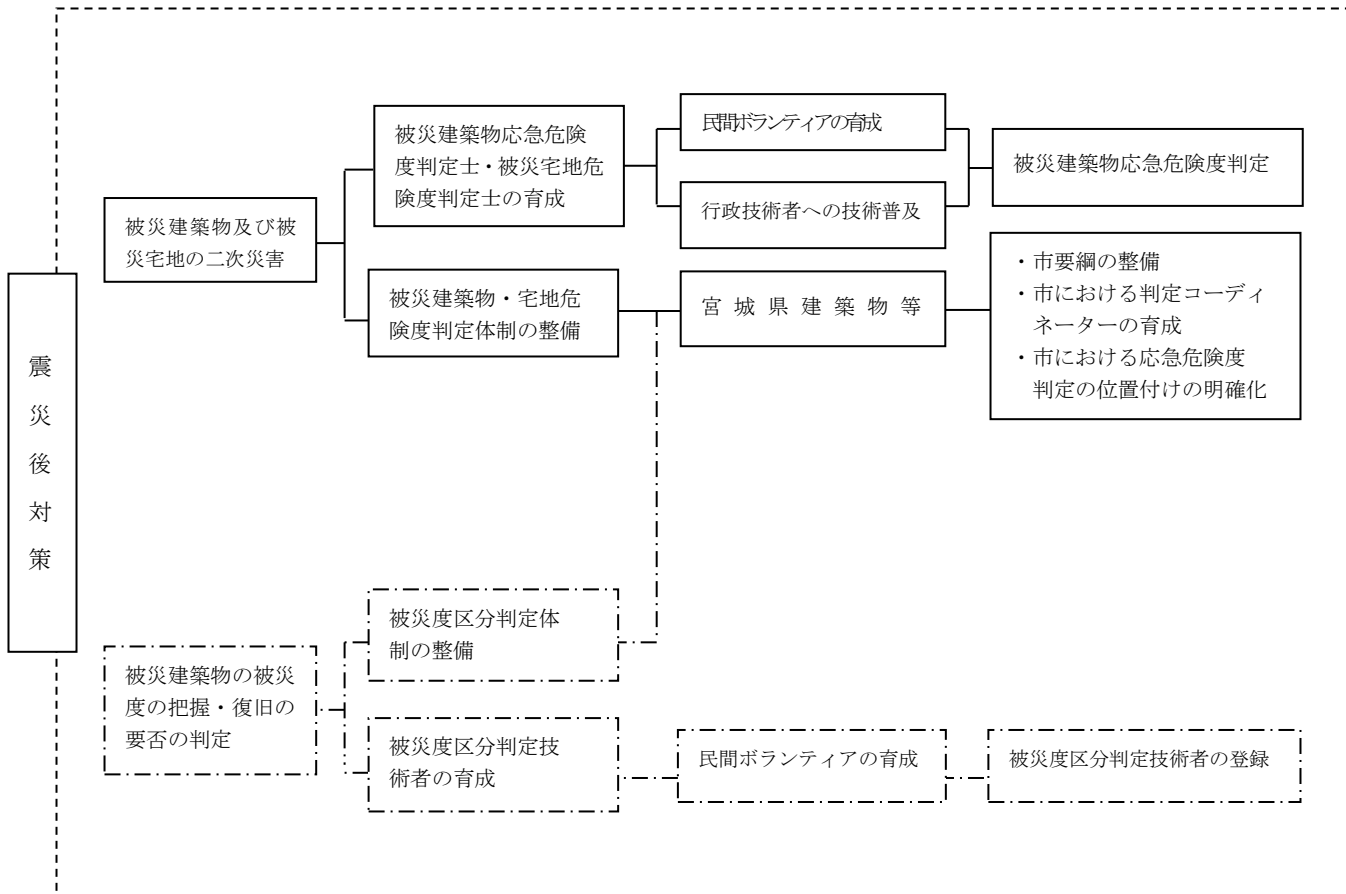 震災後対策
被災建築物及び被
災宅地の二次災害
被災建築物応急危険
度判定士・被災宅地危
険度判定士の育成
民間ボランティアの育成
行政技術者への技術普及
被災建築物応急危険度判定
被災建築物・宅地危
険度判定体制の整備
宮城県建築物等
・市要綱の整備
・市における判定コーディ
ネーターの育成
・市における応急危険度
判定の位置付けの明確化
被災建築物の被災
度の把握・復旧の
要否の判定
被災度区分判定体
制の整備
被災度区分判定技
術者の育成
民間ボランティアの育成
被災度区分判定技術者の登録